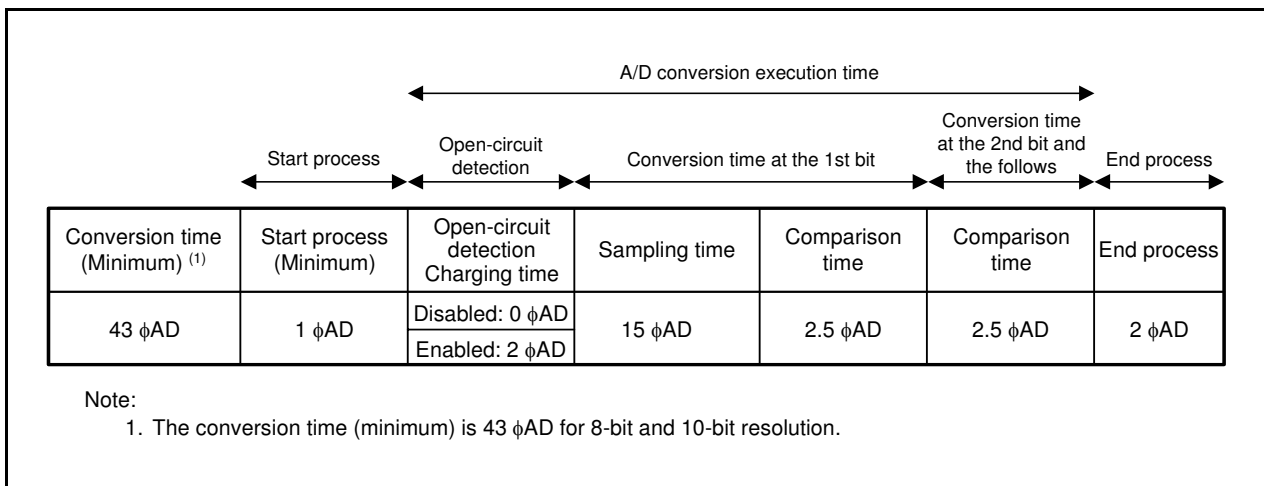 A/D conversion execution time
Start process
Open-circuit
detection
Conversion time at the 1st bit
Conversion time
at the 2nd bit and
the follows
End process
Conversion time
(Minimum) (1)
Start process
(Minimum)
Open-circuit
detection
Charging time
Sampling time
Comparison
time
Comparison
time
End process
43 ϕAD
1 ϕAD
Disabled: 0 ϕAD
Enabled: 2 ϕAD
15 ϕAD
2.5 ϕAD
2.5 ϕAD
2 ϕAD
Note:
1. The conversion time (minimum) is 43 ϕAD for 8-bit and 10-bit resolution.